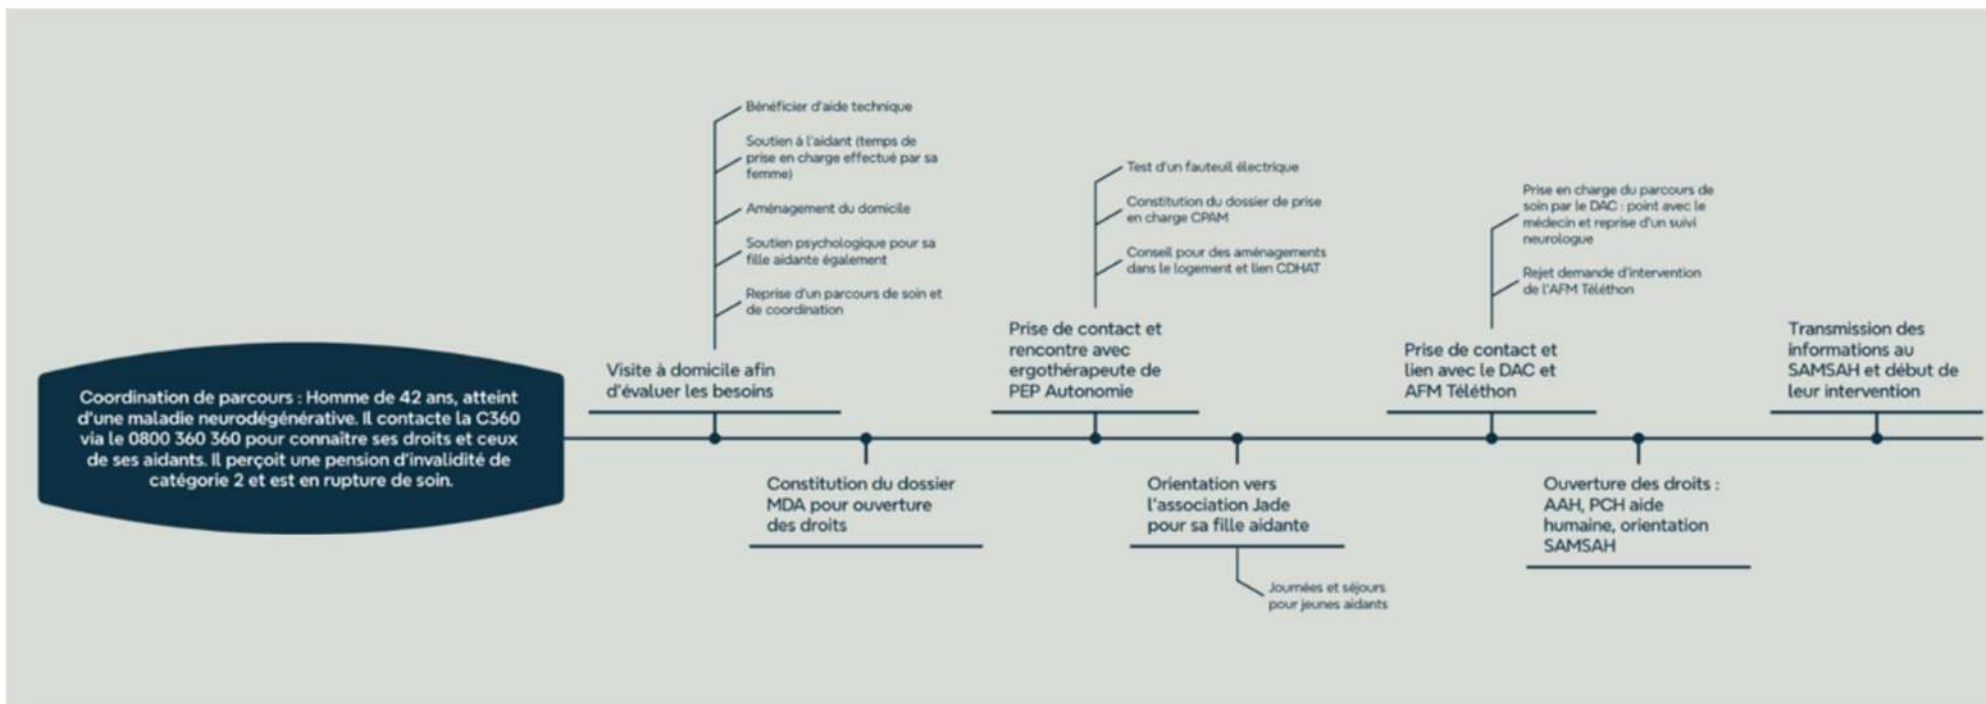 Coordination de parcours : Homme de 42 ans, atteint
d'une maladie neurodégénérative. Il contacte la C360
via le 0800 360 360 pour connaître ses droits et ceux
de ses aidants. Il perçoit une pension d'invalidité de
catégorie 2 et est en rupture de soin.
Bénéficier d'aide technique
Soutien à l'aidant (temps de
prise en charge effectué par sa
femme)
Aménagement du domicile
Soutien psychologique pour sa
fille aidante également
Reprise d'un parcours de soin et
de coordination
Visite à domicile afin
d'évaluer les besoins
Constitution du dossier
MDA pour ouverture
des droits
Test d'un fauteuil électrique
Constitution du dossier de prise
en charge CPAM
Conseil pour des aménagements
dans le logement et lien CDHAT
Prise de contact et
rencontre avec
ergothérapeute de
PEP Autonomie
Orientation vers
l'association Jade
pour sa fille aidante
Journées et séjours
pour jeunes aidants
Prise en charge du parcours de
soin par le DAC : point avec le
médecin et reprise d'un suivi
neurologue
Rejet demande d'intervention
de l'AFM Téléthon
Prise de contact et
lien avec le DAC et
AFM Téléthon
Ouverture des droits :
AAH, PCH aide
humaine, orientation
SAMSAH
Transmission des
informations au
SAMSAH et début de
leur intervention